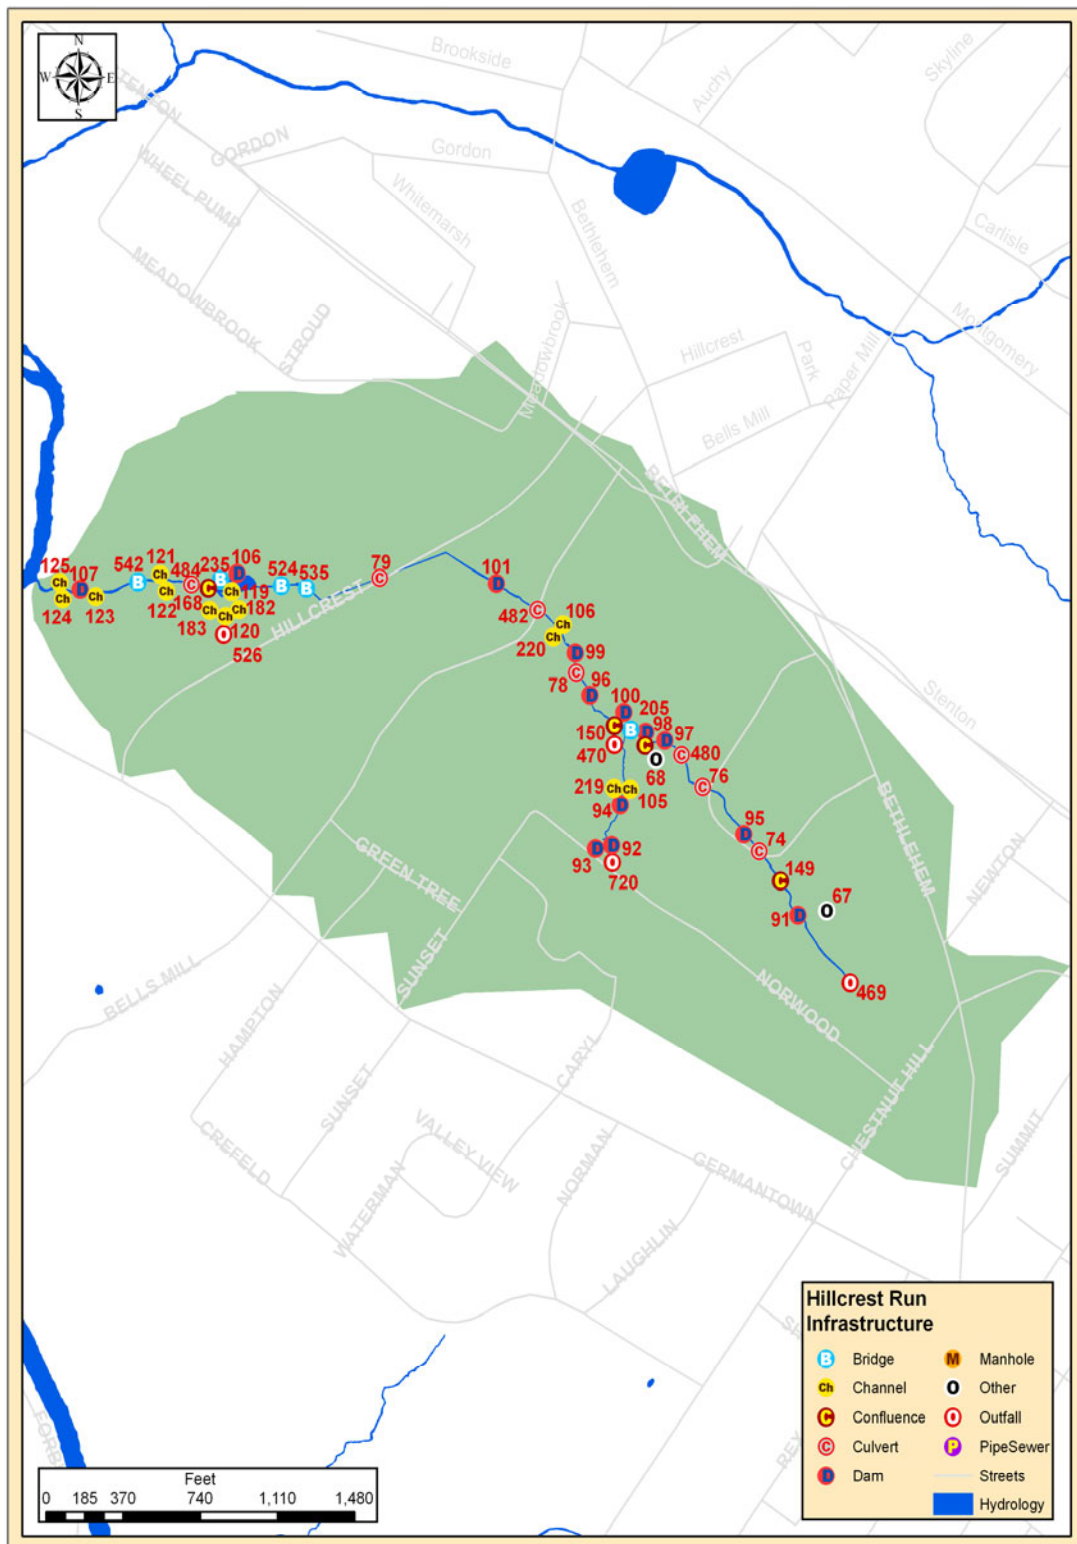 N
W E
S
Brookside
Skyline
Auchy
STENTON
GORDON
Gordon
WHEEL PUMP
Whitemarsh
Bethlehem
Carlisle
MEADOWBROOK
STROUD
Montgomery
Meadowbrook
Hillcrest
Park
Paper Mill
Bells Mill
BETHLEHEM
125 107 542 121 484 235 106 524 535 79 101
124 123 122 168 119 182
183 120
526
HILLCREST
482 106
220 99
78 96
100 205
150 98 97
470 480
68
219 105 76
94
95
74
93 92
720
149
67
91
469
Stenton
BETHLEHEM
NEWTON
GREEN TREE
SUNSET
NORWOOD
BELLS MILL
HAMPTON
CARYL
SUNSET
CHESTNUT HILL
CREFELD
VALLEY VIEW
NORMAN
GERMANTOWN
SUMMIT
WATERMAN
LAUGHLIN
REX
FORB
Hillcrest Run
Infrastructure
B Bridge M Manhole
Ch Channel O Other
C Confluence O Outfall
C Culvert P PipeSewer
D Dam Streets
Hydrology
Feet
0 185 370 740 1,110 1,480